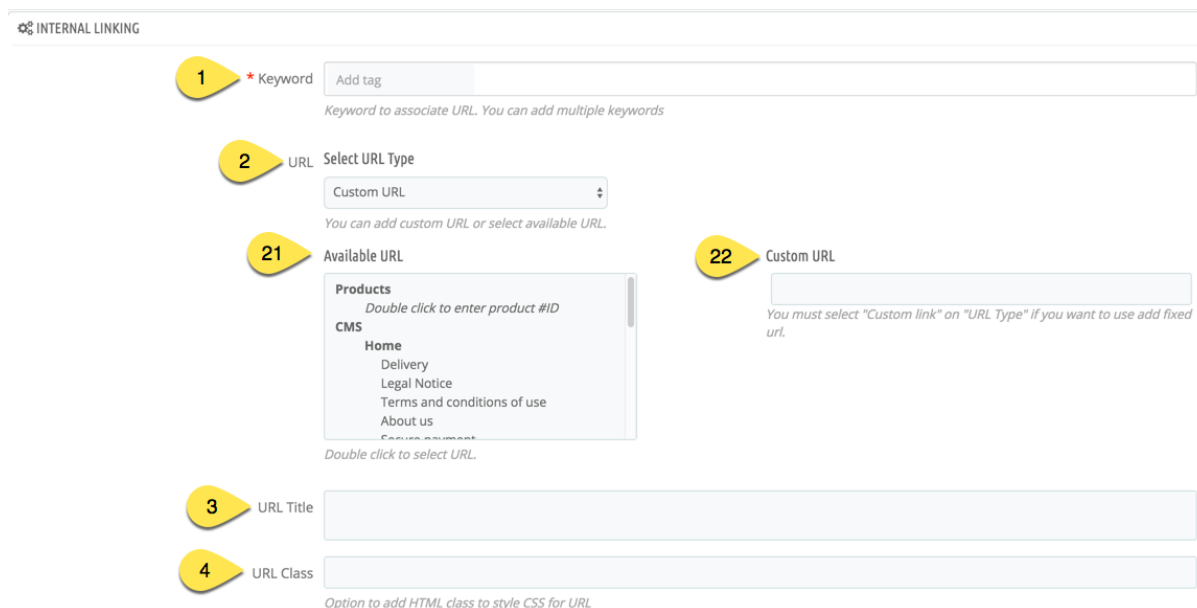 INTERNAL LINKING
1 * Keyword Add tag
Keyword to associate URL. You can add multiple keywords
2 URL Select URL Type
Custom URL
You can add custom URL or select available URL.
21 Available URL
22 Custom URL
Products
Double click to enter product #ID
CMS
Home
Delivery
Legal Notice
Terms and conditions of use
About us
Secure payment
Double click to select URL.
You must select "Custom link" on "URL Type" if you want to use add fixed
url.
3 URL Title
4 URL Class
Option to add HTML class to style CSS for URL